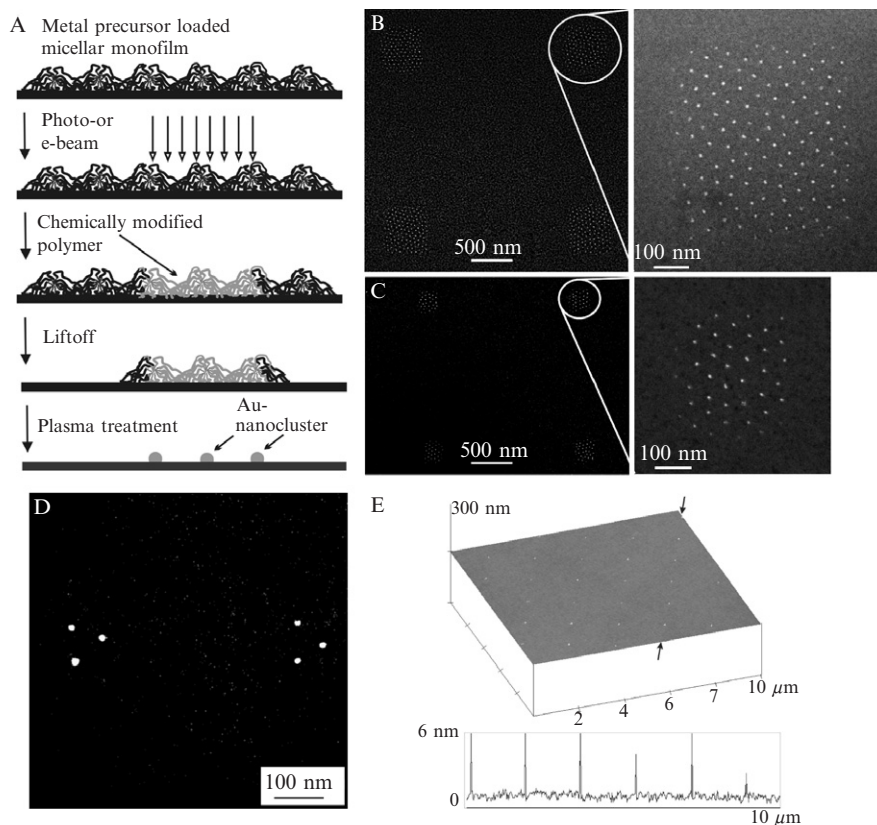 A
Metal precursor loaded
micellar monofilm
Photo-or
e-beam
Chemically modified
polymer
Liftoff
Plasma treatment
Au-
nanocluster
B
500 nm
100 nm
C
500 nm
100 nm
D
100 nm
E
300 nm
2
4
6
7
10 μm
6 nm
0
10 μm